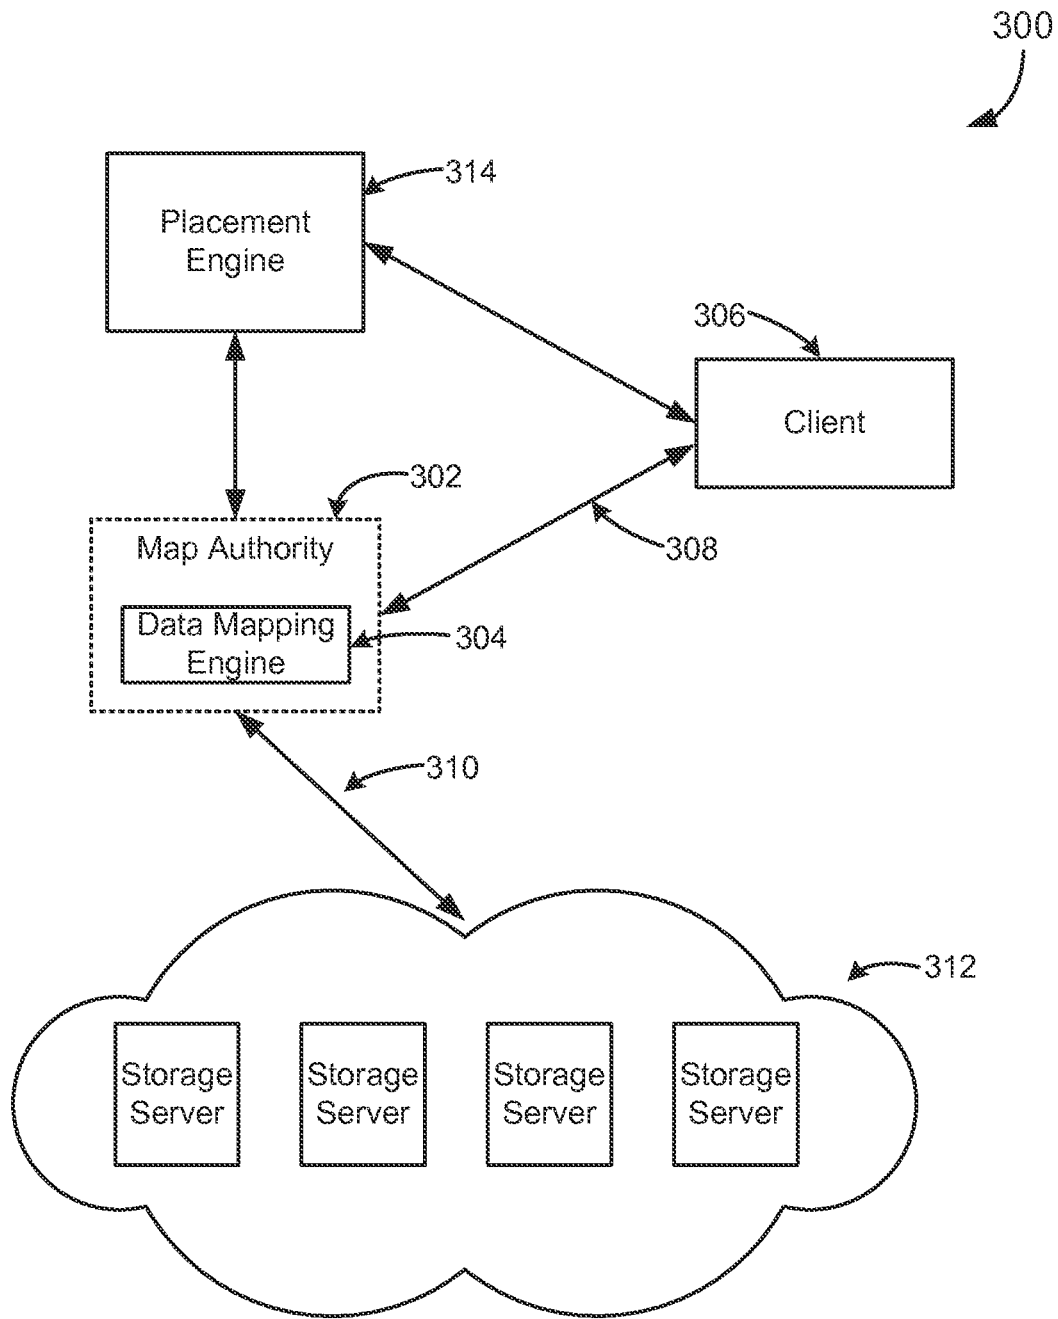 300
314
Placement
Engine
306
Client
302
Map Authority
308
Data Mapping
Engine
304
310
312
Storage
Server
Storage
Server
Storage
Server
Storage
Server